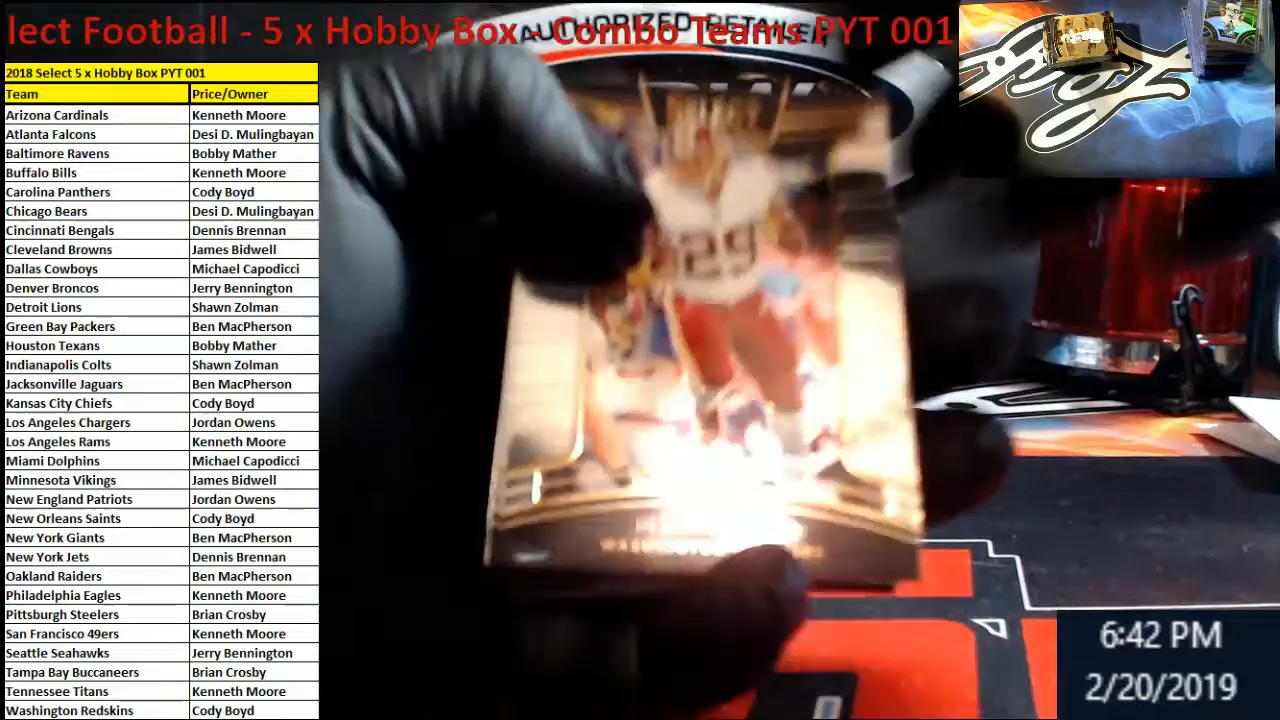 lect Football - 5 x Hobby Box - Combo Teams PYT 001
AUTHORIZED RETAILER
2018 Select 5 x Hobby Box PYT 001
Team Price/Owner
Arizona Cardinals Kenneth Moore
Atlanta Falcons Desi D. Mulingbayan
Baltimore Ravens Bobby Mather
Buffalo Bills Kenneth Moore
Carolina Panthers Cody Boyd
Chicago Bears Desi D. Mulingbayan
Cincinnati Bengals Dennis Brennan
Cleveland Browns James Bidwell
Dallas Cowboys Michael Capodicci
Denver Broncos Jerry Bennington
Detroit Lions Shawn Zolman
Green Bay Packers Ben MacPherson
Houston Texans Bobby Mather
Indianapolis Colts Shawn Zolman
Jacksonville Jaguars Ben MacPherson
Kansas City Chiefs Cody Boyd
Los Angeles Chargers Jordan Owens
Los Angeles Rams Kenneth Moore
Miami Dolphins Michael Capodicci
Minnesota Vikings James Bidwell
New England Patriots Jordan Owens
New Orleans Saints Cody Boyd
New York Giants Ben MacPherson
New York Jets Dennis Brennan
Oakland Raiders Ben MacPherson
Philadelphia Eagles Kenneth Moore
Pittsburgh Steelers Brian Crosby
San Francisco 49ers Kenneth Moore
Seattle Seahawks Jerry Bennington
Tampa Bay Buccaneers Brian Crosby
Tennessee Titans Kenneth Moore
Washington Redskins Cody Boyd
29
6:42 PM
2/20/2019